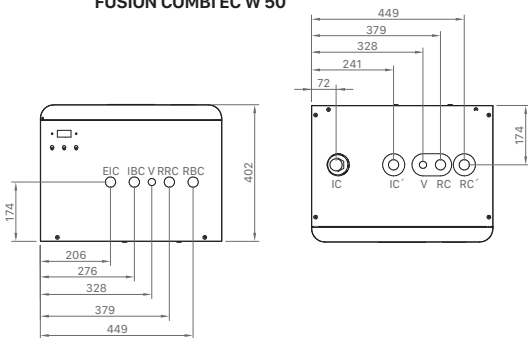 FUSION COMBI EC W 50
449
379
328
241
72
174
IC
IC´
V
RC
RC´
EIC
IBC
V
RRC
RBC
402
174
206
276
328
379
449